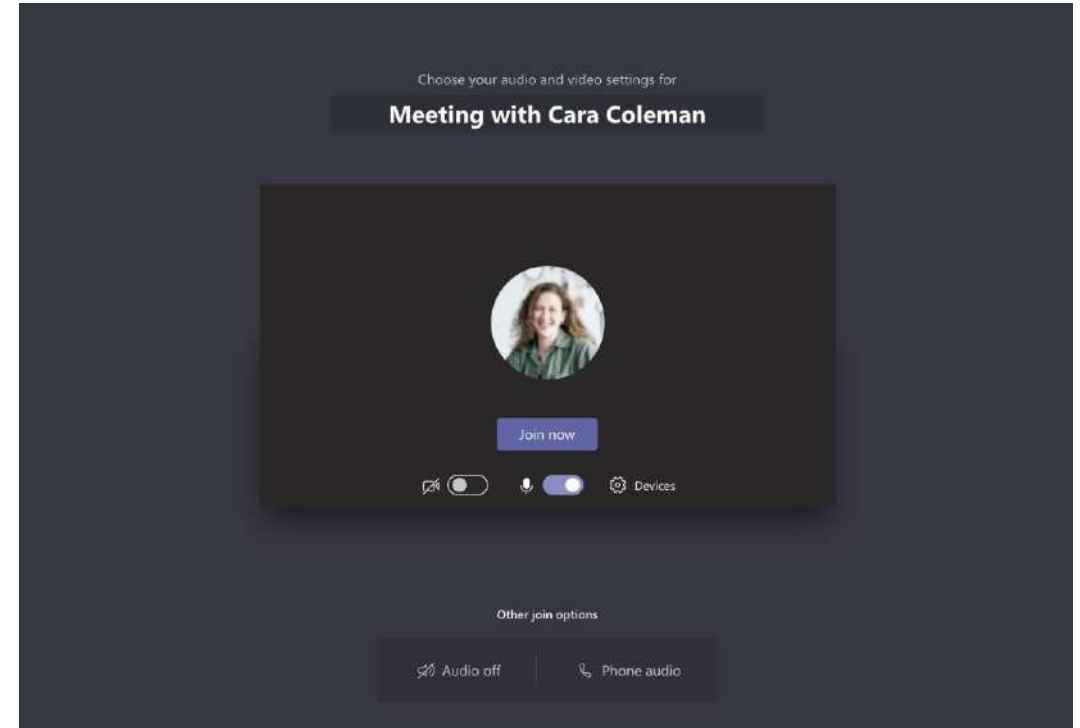 Choose your audio and video settings for
Meeting with Cara Coleman
Join now
Devices
Other join options
Audio off
Phone audio